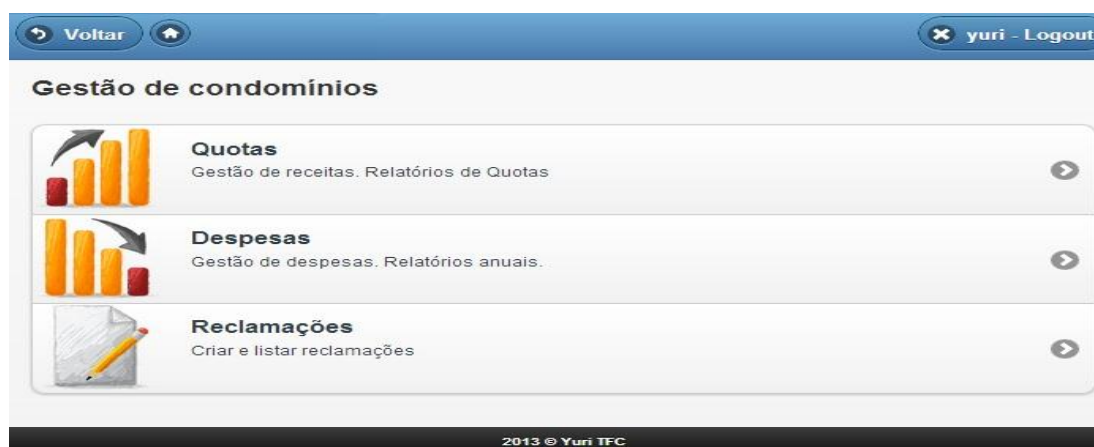 Voltar
yuri - Logout
Gestão de condomínios
Quotas
Gestão de receitas. Relatórios de Quotas
Despesas
Gestão de despesas. Relatórios anuais.
Reclamações
Criar e listar reclamações
2013 © Yuri TFC